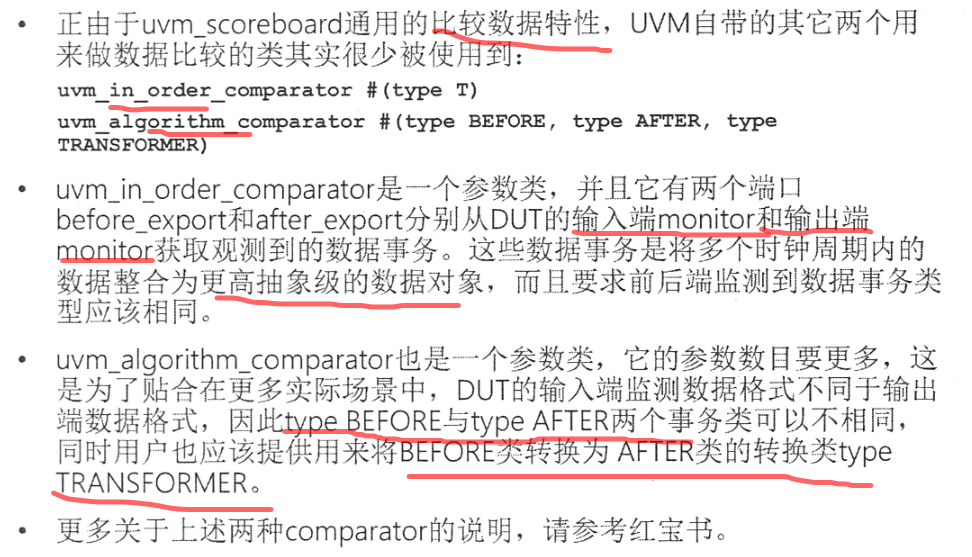 • 正由于uvm_scoreboard通用的比较数据特性，UVM自带的其它两个用
来做数据比较的类其实很少被使用到：
uvm_in_order_comparator #(type T)
uvm_algorithm_comparator #(type BEFORE, type AFTER, type
TRANSFORMER)
• uvm_in_order_comparator是一个参数类，并且它有两个端口
before_export和after_export分别从DUT的输入端monitor和输出端
monitor获取观测到的数据事务。这些数据事务是将多个时钟周期内的
数据整合为更高抽象级的数据对象，而且要求前后端监测到数据事务类
型应该相同。
• uvm_algorithm_comparator也是一个参数类，它的参数数目要更多，这
是为了贴合在更多实际场景中，DUT的输入端监测数据格式不同于输出
端数据格式，因此type BEFORE与type AFTER两个事务类可以不相同，
同时用户也应该提供用来将BEFORE类转换为 AFTER类的转换类type
TRANSFORMER。
• 更多关于上述两种comparator的说明，请参考红宝书。